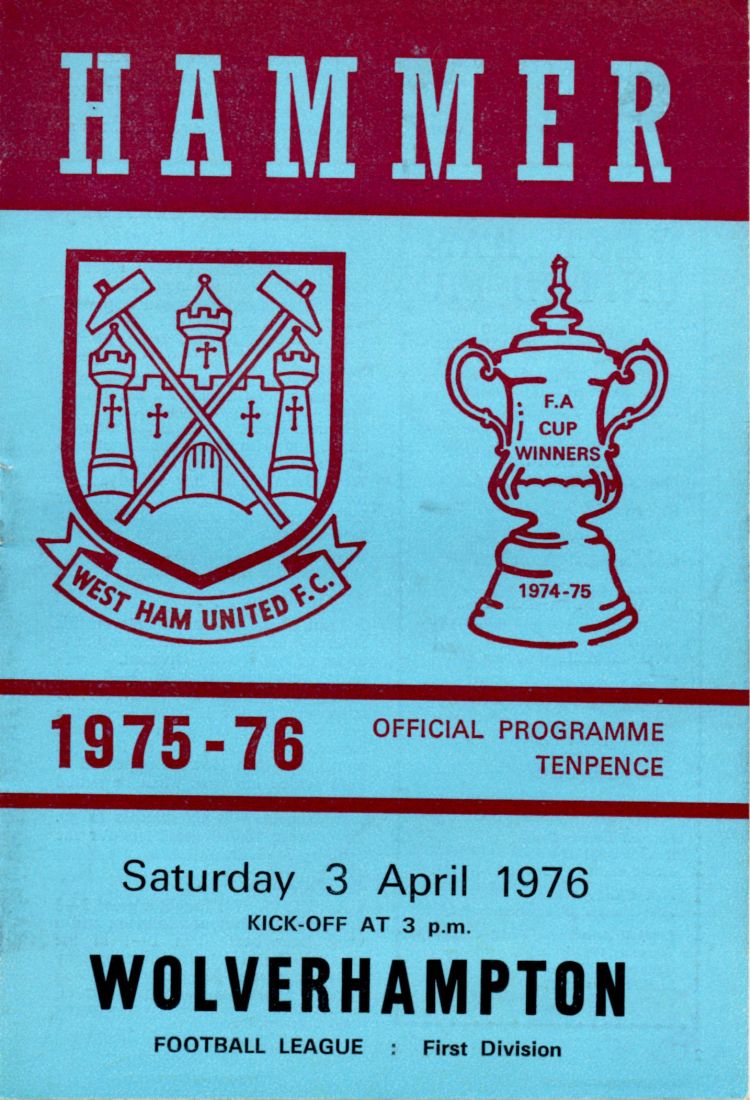 HAMMER
F.A
CUP
WINNERS
1974-75
WEST HAM UNITED F.C.
1975-76
OFFICIAL PROGRAMME
TENPENCE
Saturday 3 April 1976
KICK-OFF AT 3 p.m.
WOLVERHAMPTON
FOOTBALL LEAGUE : First Division